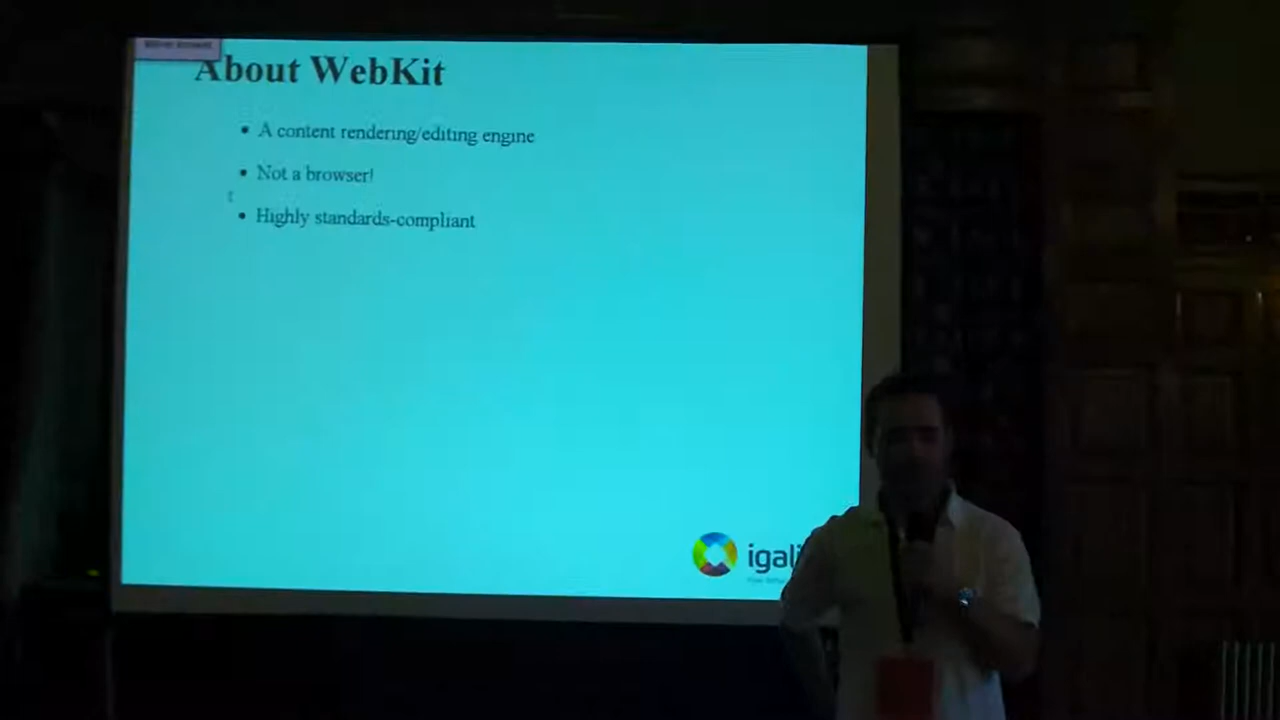 About WebKit
• A content rendering/editing engine
• Not a browser!
• Highly standards-compliant
igali